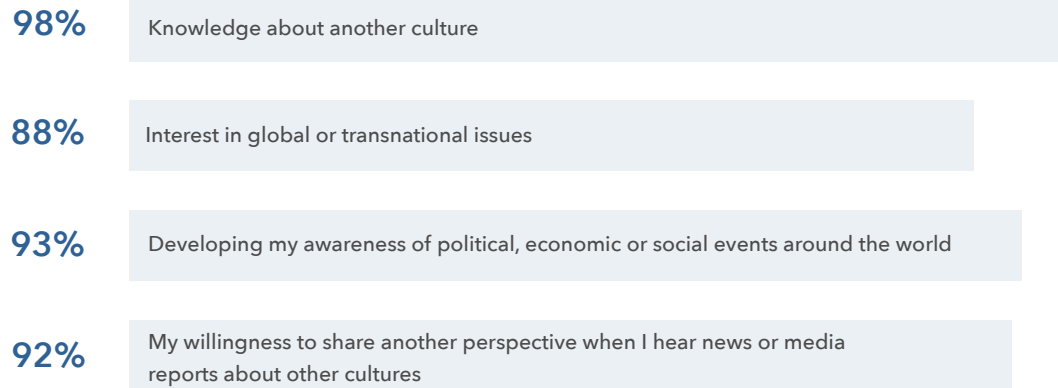 98% Knowledge about another culture
88% Interest in global or transnational issues
93% Developing my awareness of political, economic or social events around the world
92% My willingness to share another perspective when I hear news or media
reports about other cultures